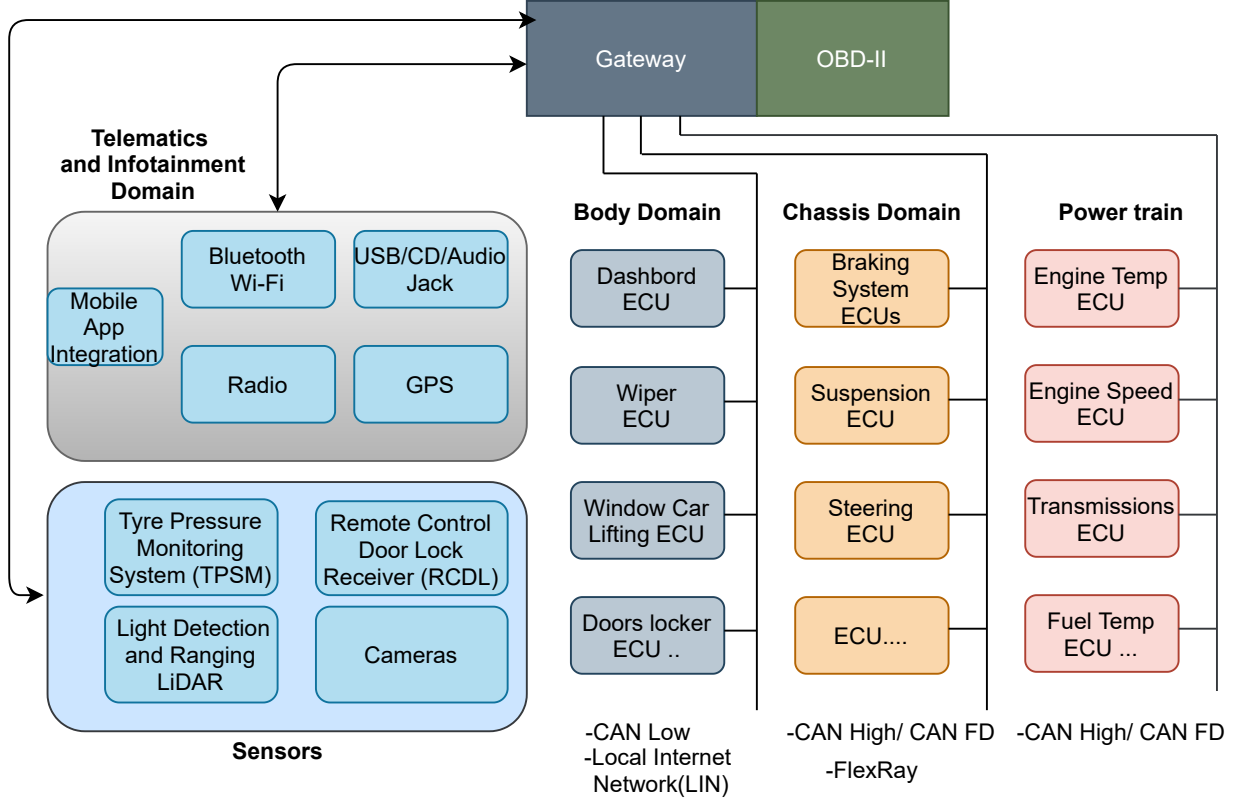 Gateway
OBD-II
Telematics
and Infotainment
Domain
Bluetooth
Wi-Fi
USB/CD/Audio
Jack
Mobile
App
Integration
Radio
GPS
Tyre Pressure
Monitoring
System (TPSM)
Remote Control
Door Lock
Receiver (RCDL)
Light Detection
and Ranging
LiDAR
Cameras
Sensors
Body Domain
Dashbord
ECU
Wiper
ECU
Window Car
Lifting ECU
Doors locker
ECU ..
-CAN Low
-Local Internet
Network(LIN)
Chassis Domain
Braking
System
ECUs
Suspension
ECU
Steering
ECU
ECU....
-CAN High/ CAN FD
-FlexRay
Power train
Engine Temp
ECU
Engine Speed
ECU
Transmissions
ECU
Fuel Temp
ECU ...
-CAN High/ CAN FD